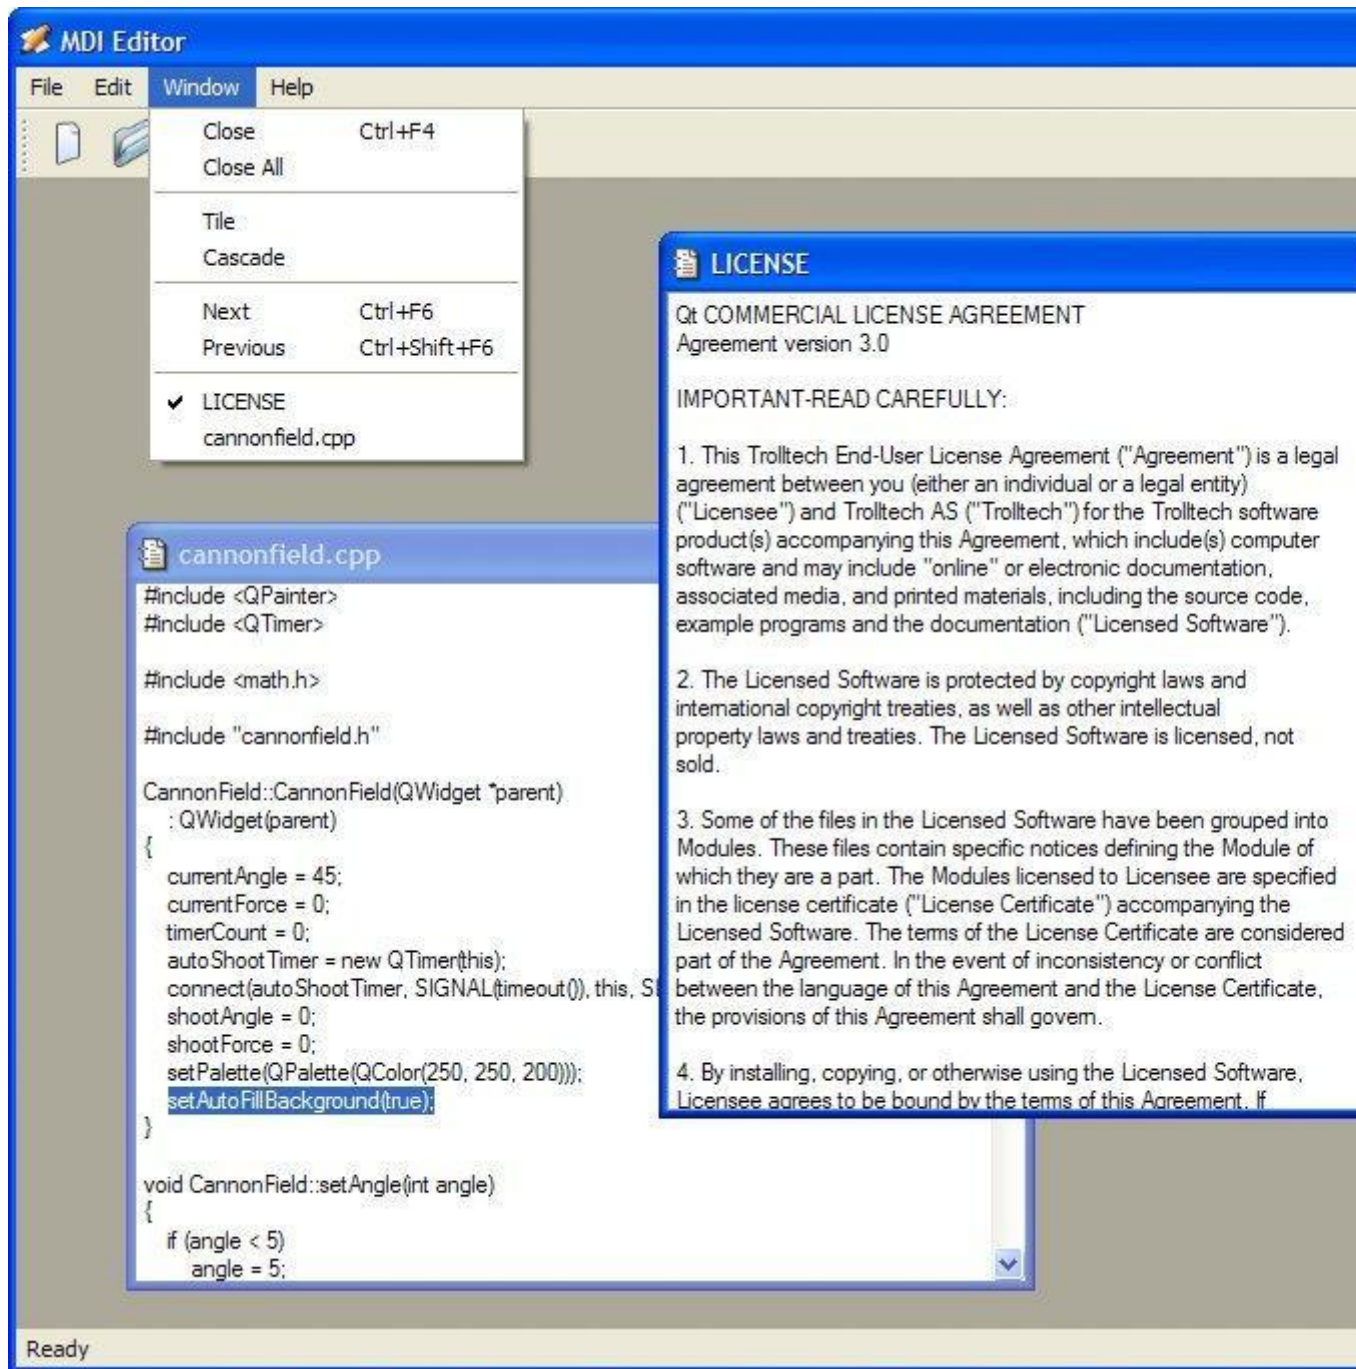 MDI Editor
File Edit Window Help
Close Ctrl+F4
Close All
Tile
Cascade
Next Ctrl+F6
Previous Ctrl+Shift+F6
LICENSE
cannonfield.cpp
cannonfield.cpp
#include <QPainter>
#include <QTimer>
#include <math.h>
#include "cannonfield.h"
CannonField::CannonField(QWidget *parent)
: QWidget(parent)
{
currentAngle = 45;
currentForce = 0;
timerCount = 0;
autoShootTimer = new QTimer(this);
connect(autoShootTimer, SIGNAL(timeout()), this,
shootAngle = 0;
shootForce = 0;
setPalette(QPalette(QColor(250, 250, 200)));
setAutoFillBackground(true);
}
void CannonField::setAngle(int angle)
{
if (angle < 5)
angle = 5;
LICENSE
Qt COMMERCIAL LICENSE AGREEMENT
Agreement version 3.0
IMPORTANT-READ CAREFULLY:
1. This Trolltech End-User License Agreement ("Agreement") is a legal
agreement between you (either an individual or a legal entity)
("Licensee") and Trolltech AS ("Trolltech") for the Trolltech software
product(s) accompanying this Agreement, which include(s) computer
software and may include "online" or electronic documentation,
associated media, and printed materials, including the source code,
example programs and the documentation ("Licensed Software").
2. The Licensed Software is protected by copyright laws and
international copyright treaties, as well as other intellectual
property laws and treaties. The Licensed Software is licensed, not
sold.
3. Some of the files in the Licensed Software have been grouped into
Modules. These files contain specific notices defining the Module of
which they are a part. The Modules licensed to Licensee are specified
in the license certificate ("License Certificate") accompanying the
Licensed Software. The terms of the License Certificate are considered
part of the Agreement. In the event of inconsistency or conflict
between the language of this Agreement and the License Certificate,
the provisions of this Agreement shall govern.
4. By installing, copying, or otherwise using the Licensed Software,
Licensee agrees to be bound by the terms of this Agreement. If
Ready